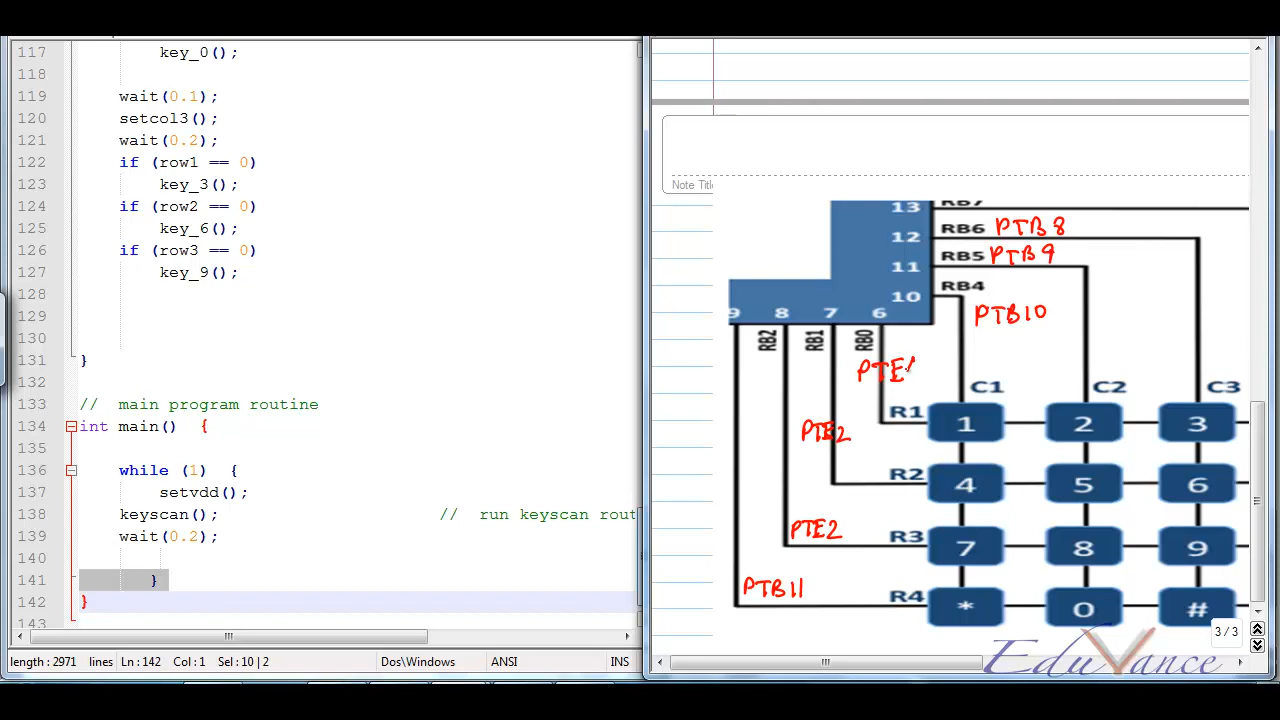 117 key_0();
118
119 wait(0.1);
120 setcol3();
121 wait(0.2);
122 if (row1 == 0)
123 key_3();
124 if (row2 == 0)
125 key_6();
126 if (row3 == 0)
127 key_9();
128
129
130
131 }
132
133 // main program routine
134 int main() {
135
136 while (1) {
137 setvdd();
138 keyscan(); // run keyscan rout
139 wait(0.2);
140
141 }
142 }
143
length : 2971 lines Ln : 142 Col : 1 Sel : 10 | 2 Dos\Windows ANSI INS
Note Title
13 RB7
12 RB6 PTB8
11 RB5 PTB9
10 RB4
PTB10
9 8 7 6
RB2 RB1 RB0
PTE
C1 C2 C3
R1 1 2 3
PTE2
R2 4 5 6
PTE2
R3 7 8 9
PTB11
R4 * 0 #
3 / 3
EduVance